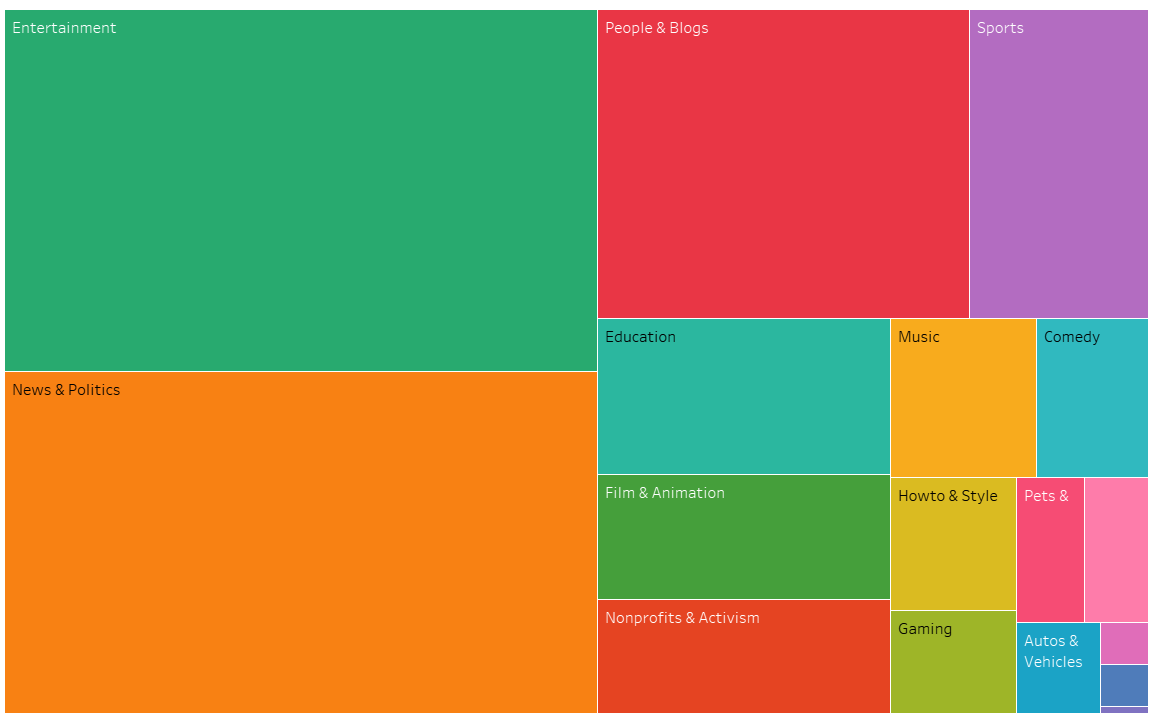 Entertainment
People & Blogs
Sports
Education
Music
Comedy
News & Politics
Film & Animation
Howto & Style
Pets &
Nonprofits & Activism
Gaming
Autos &
Vehicles